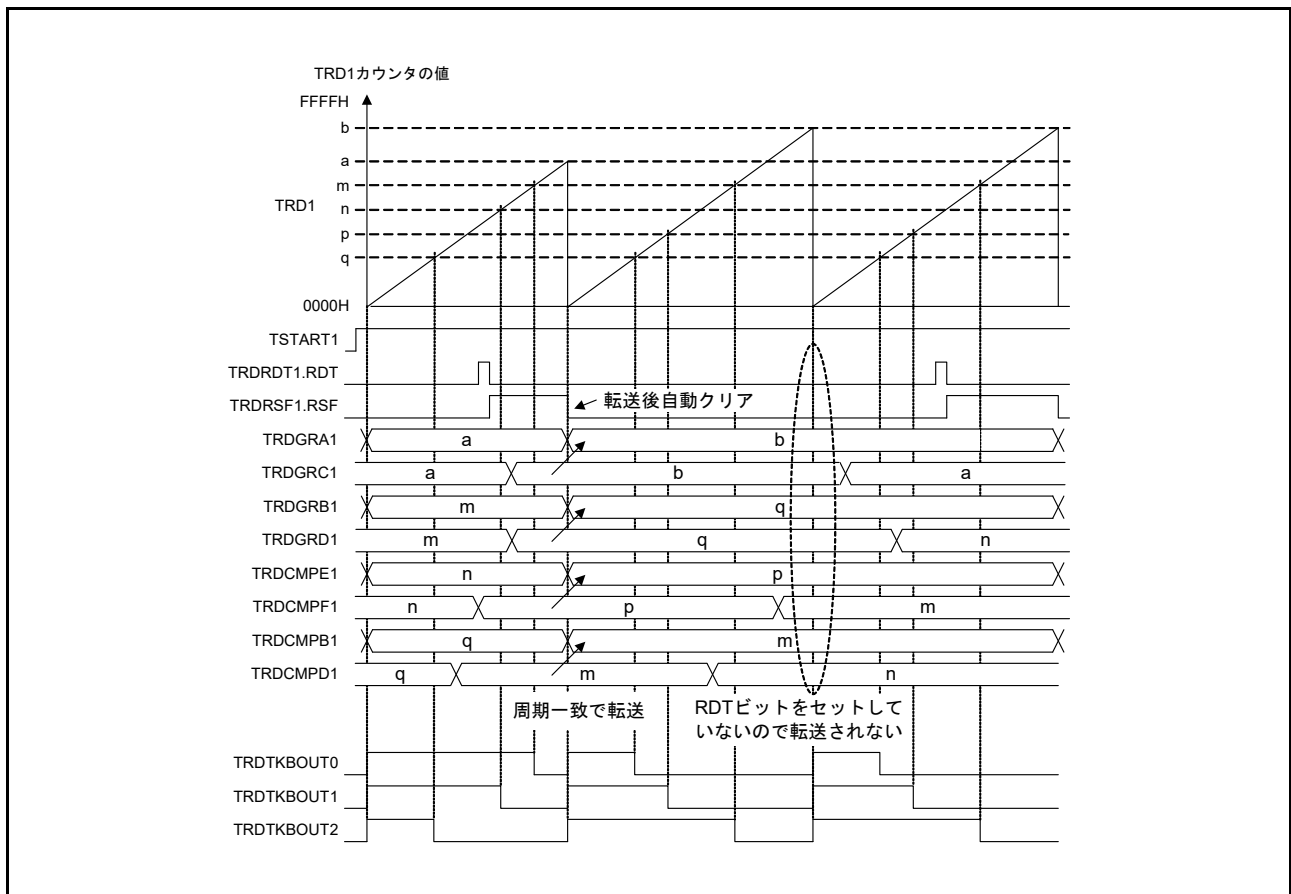 TRD1カウンタの値
FFFFH
b
a
m
TRD1
n
p
q
0000H
TSTART1
TRDRDT1.RDT
TRDRSF1.RSF
転送後自動クリア
TRDGRA1 a b
TRDGRC1 a b a
TRDGRB1 m q
TRDGRD1 m q n
TRDCMPE1 n p
TRDCMPF1 n p m
TRDCMPB1 q m
TRDCMPD1 q m n
周期一致で転送
RDTビットをセットして
いないので転送されない
TRDTKBOUT0
TRDTKBOUT1
TRDTKBOUT2